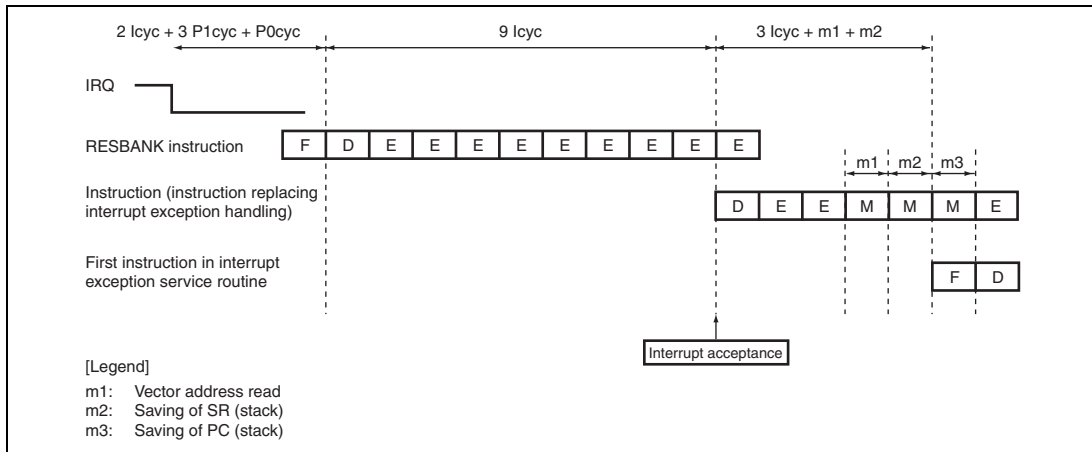 2 Icyc + 3 P1cyc + P0cyc 9 Icyc 3 Icyc + m1 + m2
IRQ
RESBANK instruction F D E E E E E E E E E
m1 m2 m3
Instruction (instruction replacing
interrupt exception handling)
D E E M M M E
First instruction in interrupt
exception service routine
F D
Interrupt acceptance
[Legend]
m1: Vector address read
m2: Saving of SR (stack)
m3: Saving of PC (stack)